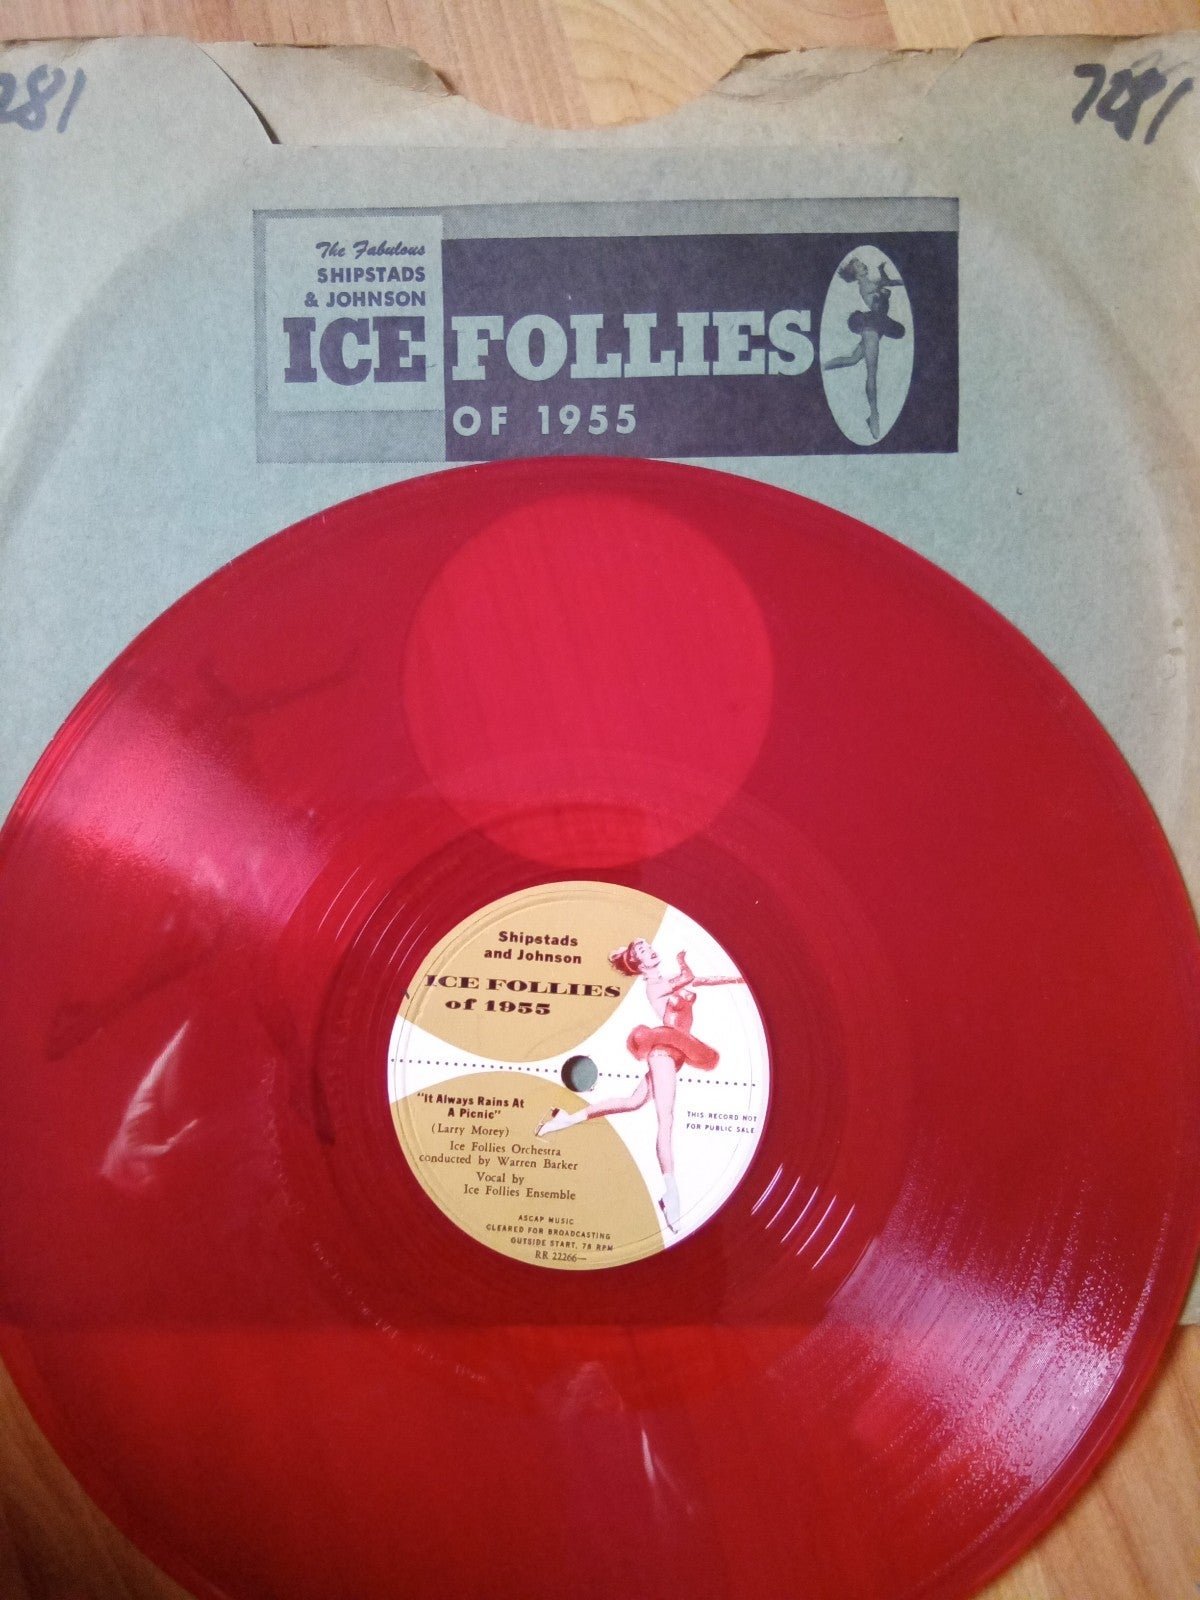 281
7281
The Fabulous
SHIPSTADS
& JOHNSON
ICE FOLLIES
OF 1955
Shipstads
and Johnson
ICE FOLLIES
of 1955
"It Always Rains At
A Picnic"
(Larry Morey)
Ice Follies Orchestra
conducted by Warren Barker
Vocal by
Ice Follies Ensemble
THIS RECORD NOT
FOR PUBLIC SALE
ASCAP MUSIC
CLEARED FOR BROADCASTING
OUTSIDE START, 78 RPM
RR 22266—